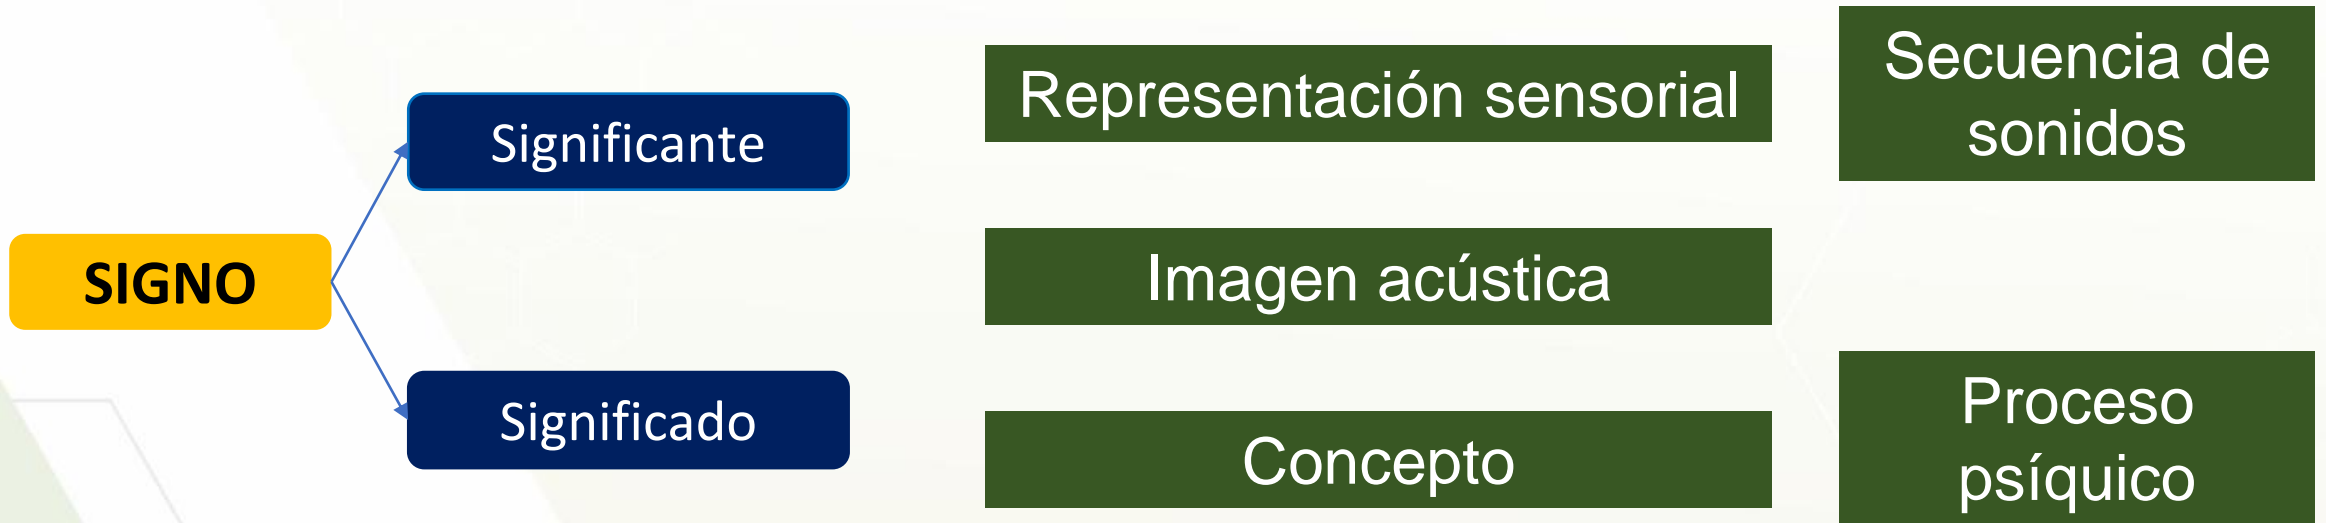 SIGNO
Significante
Significado
Representación sensorial
Imagen acústica
Concepto
Secuencia de
sonidos
Proceso
psíquico